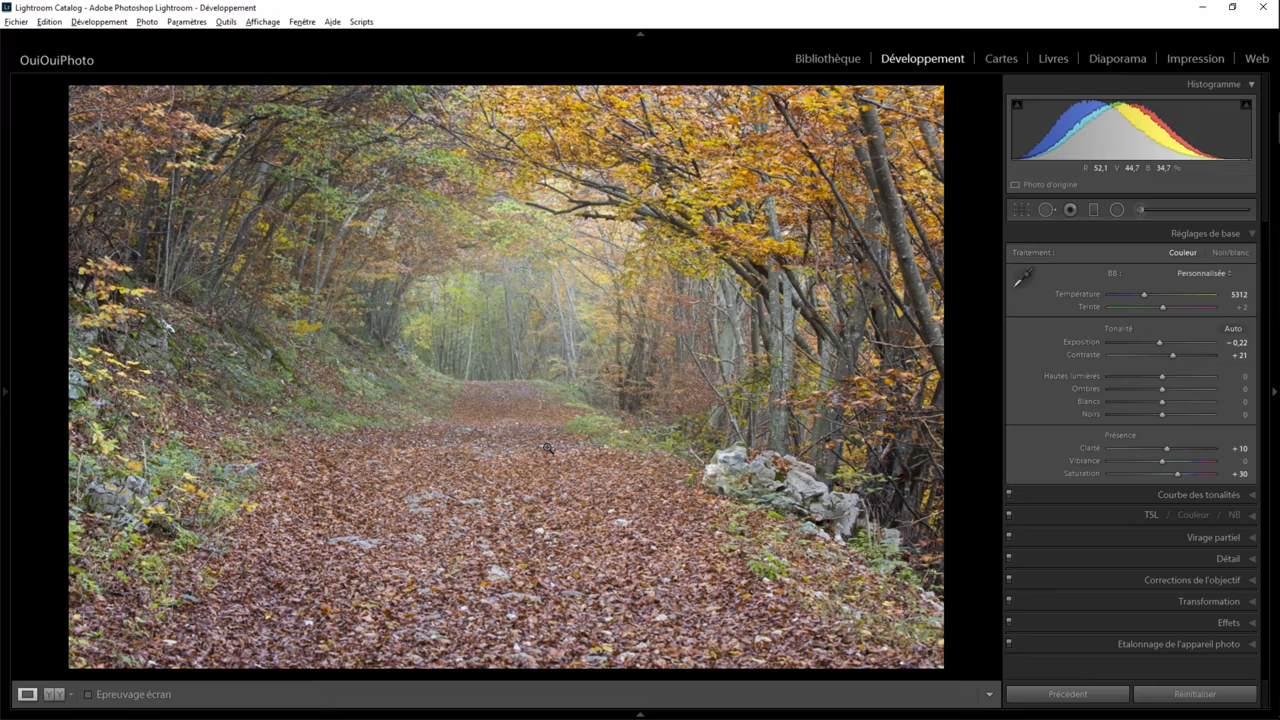 Lightroom Catalog - Adobe Photoshop Lightroom - Développement
Fichier Edition Développement Photo Paramètres Outils Affichage Fenêtre Aide Scripts
OuiOuiPhoto
Bibliothèque Développement Cartes Livres Diaporama Impression Web
Histogramme
R 52,1 V 44,7 B 34,7 %
Photo d'origine
Réglages de base
Traitement : Couleur Noir/blanc
BB : Personnalisée
Température 5312
Teinte + 2
Tonalité Auto
Exposition − 0,22
Contraste + 21
Hautes lumières 0
Ombres 0
Blancs 0
Noirs 0
Présence
Clarté + 10
Vibrance 0
Saturation + 30
Courbe des tonalités
TSL / Couleur / NB
Virage partiel
Détail
Corrections de l'objectif
Transformation
Effets
Etalonnage de l'appareil photo
Y Y Epreuvage écran
Précédent Réinitialiser